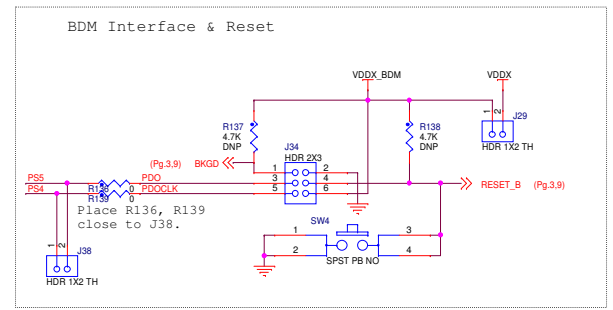 BDM Interface & Reset
VDDX_BDM
VDDX
1
2
J29
HDR 1X2 TH
R137
4.7K
DNP
R138
4.7K
DNP
J34
HDR 2X3
(Pg.3,9) BKGD
1 2
3 4
5 6
PS5 PDO
R136 0
PS4 PDOCLK
R139 0
RESET_B (Pg.3,9)
Place R136, R139
close to J38.
SW4
1 3
2 4
SPST PB NO
1
2
J38
HDR 1X2 TH